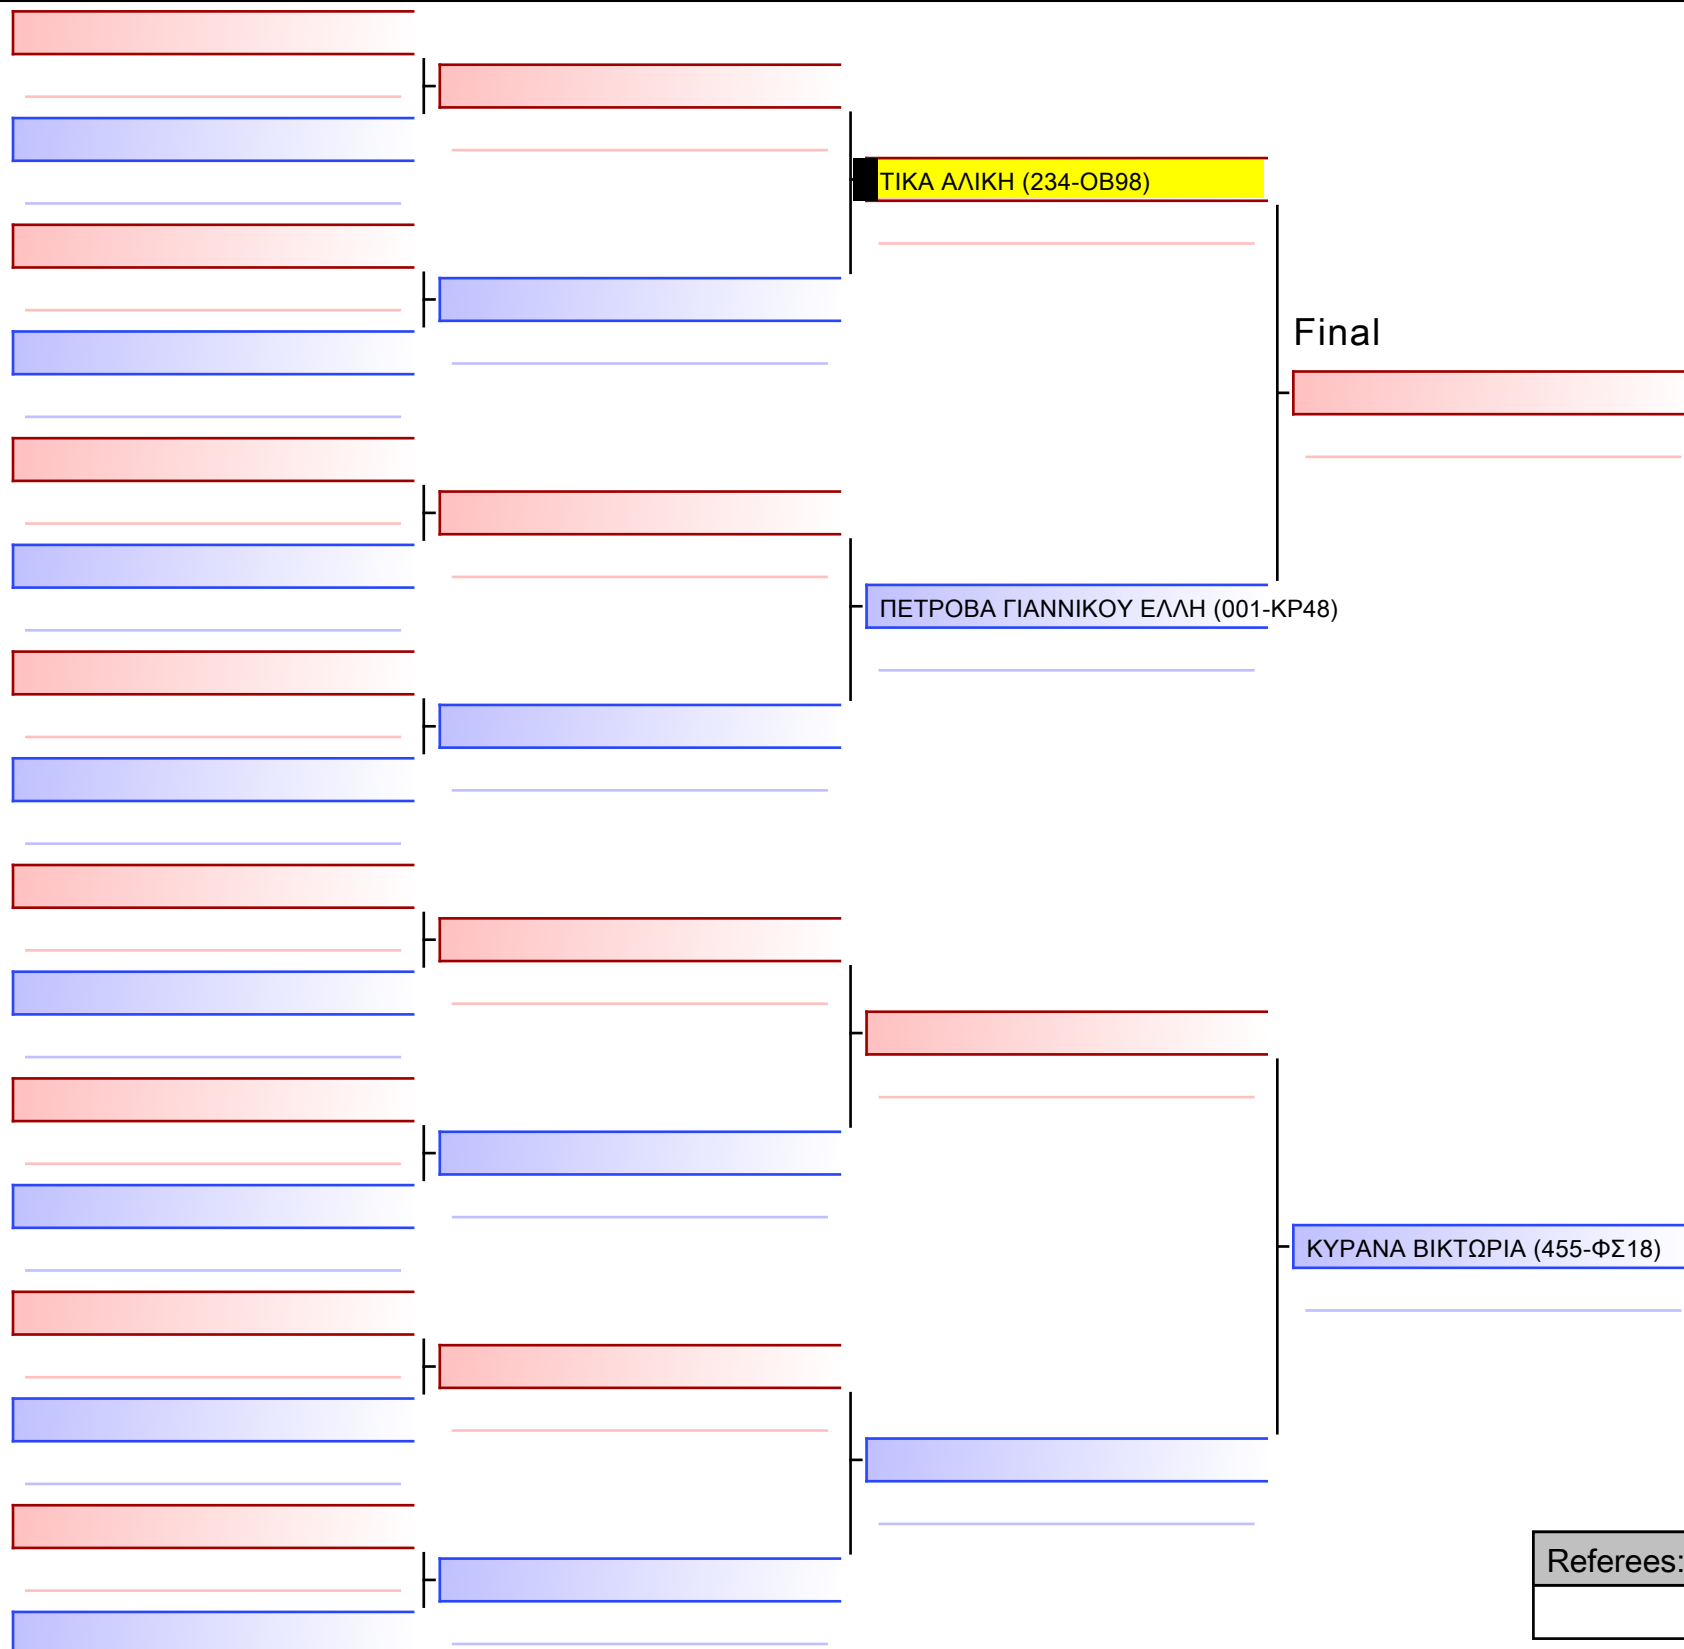 ΤΙΚΑ ΑΛΙΚΗ (234-ΟΒ98)
Final
ΠΕΤΡΟΒΑ ΓΙΑΝΝΙΚΟΥ ΕΛΛΗ (001-ΚΡ48)
ΚΥΡΑΝΑ ΒΙΚΤΩΡΙΑ (455-ΦΣ18)
Referees: